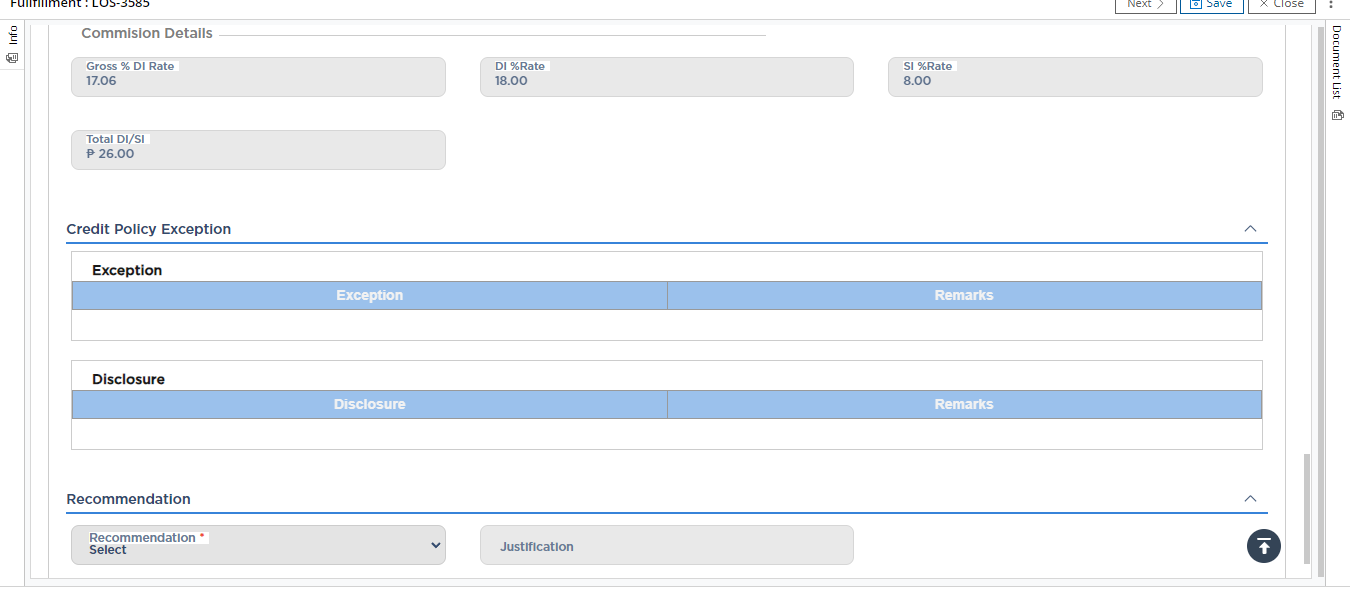 Fullfillment : LOS-3585
Next
Save
Close
Info
Document List
Commision Details
Gross % DI Rate
17.06
DI %Rate
18.00
SI %Rate
8.00
Total DI/SI
₱ 26.00
Credit Policy Exception
Exception
Exception Remarks
Disclosure
Disclosure Remarks
Recommendation
Recommendation *
Select
Justification